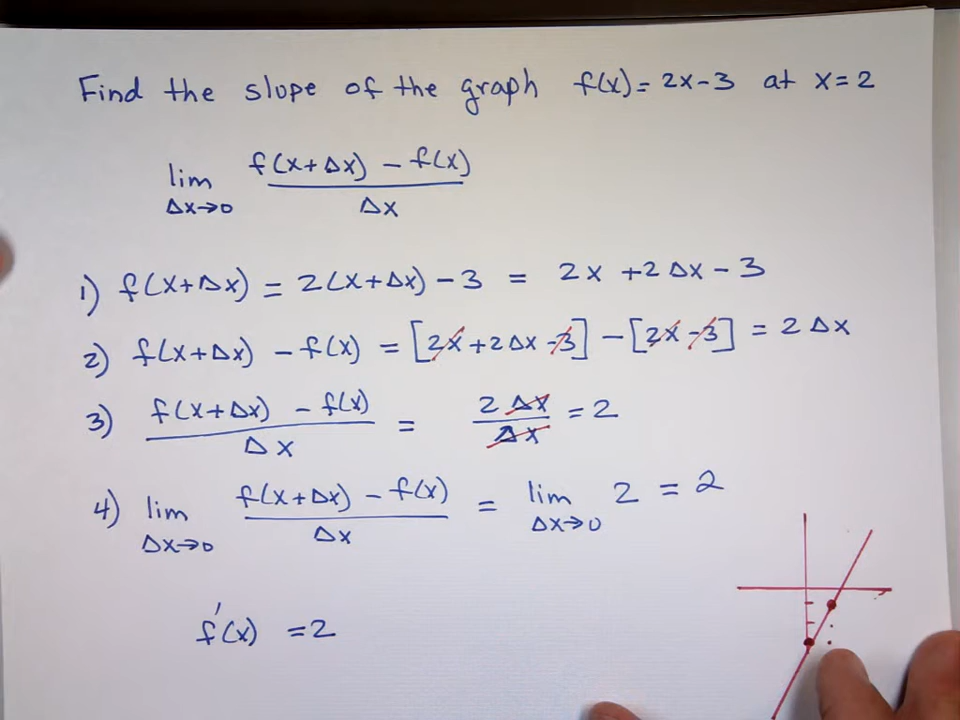 Find the slope of the graph f(x) = 2x-3 at x=2
lim Δx→0 f(x+Δx) - f(x) / Δx
1) f(x+Δx) = 2(x+Δx) - 3 = 2x + 2Δx - 3
2) f(x+Δx) - f(x) = [2x + 2Δx - 3] - [2x - 3] = 2Δx
3) f(x+Δx) - f(x) / Δx = 2Δx / Δx = 2
4) lim Δx→0 f(x+Δx) - f(x) / Δx = lim Δx→0 2 = 2
f'(x) = 2